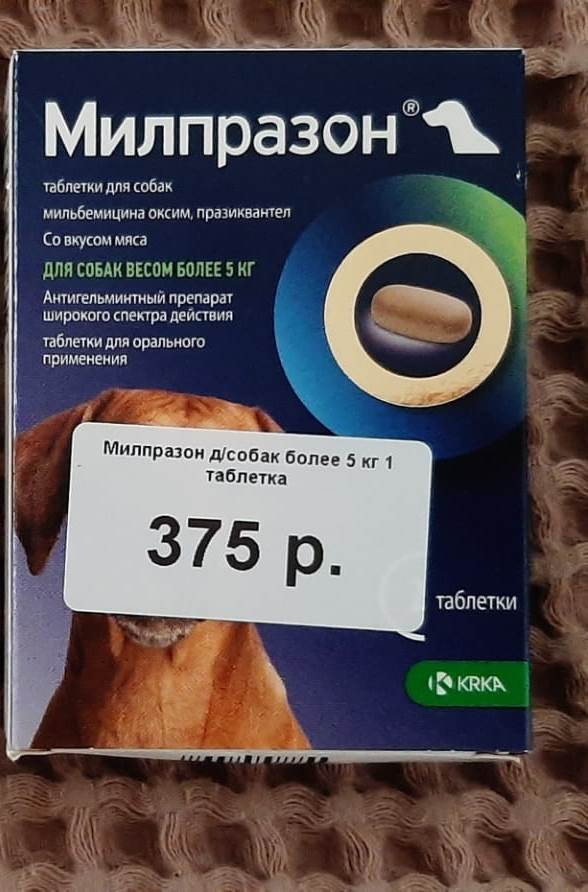 Милпразон®
таблетки для собак
мильбемицина оксим, празиквантел
Со вкусом мяса
ДЛЯ СОБАК ВЕСОМ БОЛЕЕ 5 КГ
Антигельминтный препарат
широкого спектра действия
таблетки для орального
применения
Милпразон д/собак более 5 кг 1
таблетка
375 р.
таблетки
KRKA